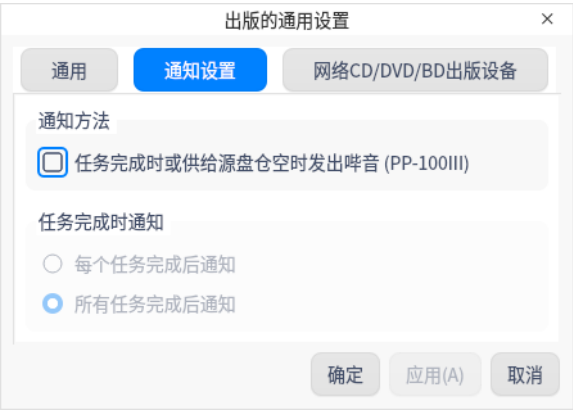 出版的通用设置
通用
通知设置
网络CD/DVD/BD出版设备
通知方法
任务完成时或供给源盘仓空时发出哔音 (PP-100III)
任务完成时通知
每个任务完成后通知
所有任务完成后通知
确定
应用(A)
取消